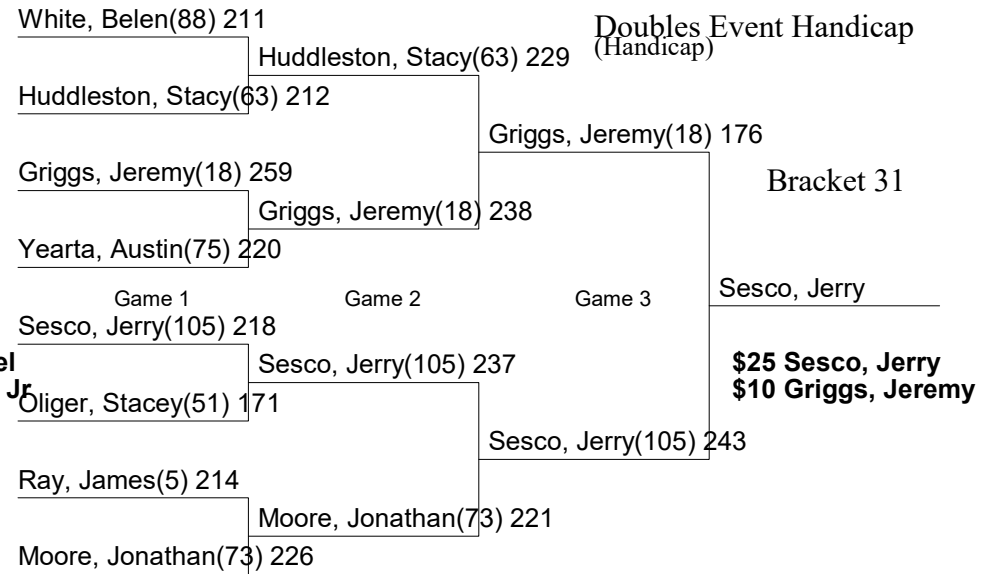 White, Belen(88) 211
Doubles Event Handicap
(Handicap)
Huddleston, Stacy(63) 229
Huddleston, Stacy(63) 212
Griggs, Jeremy(18) 176
Griggs, Jeremy(18) 259
Bracket 31
Griggs, Jeremy(18) 238
Yearta, Austin(75) 220
Game 1 Game 2 Game 3
Sesco, Jerry
Sesco, Jerry(105) 218
el
Sesco, Jerry(105) 237
$25 Sesco, Jerry
Jr
Oliger, Stacey(51) 171
$10 Griggs, Jeremy
Sesco, Jerry(105) 243
Ray, James(5) 214
Moore, Jonathan(73) 221
Moore, Jonathan(73) 226